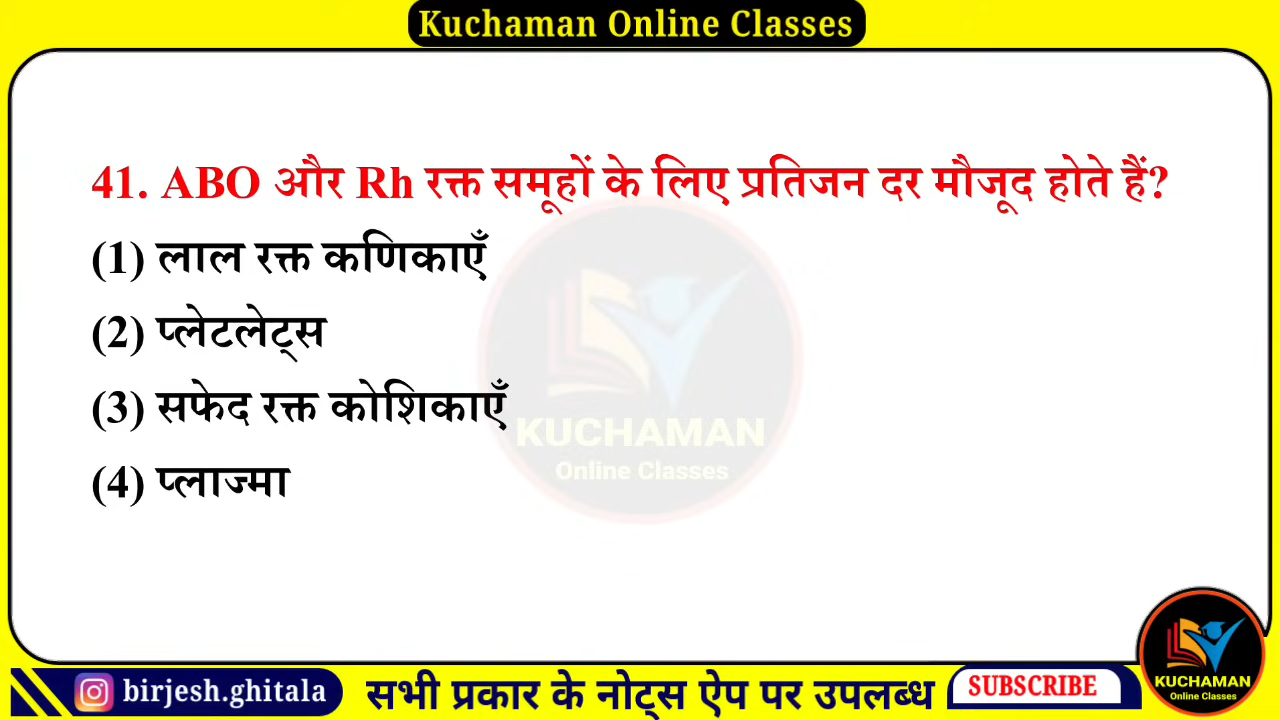 Kuchaman Online Classes
41. ABO और Rh रक्त समूहों के लिए प्रतिजन दर मौजूद होते हैं?
(1) लाल रक्त कणिकाएँ
(2) प्लेटलेट्स
(3) सफेद रक्त कोशिकाएँ
(4) प्लाज्मा
KUCHAMAN
Online Classes
birjesh.ghitala
सभी प्रकार के नोट्स ऐप पर उपलब्ध
SUBSCRIBE
KUCHAMAN
Online Classes